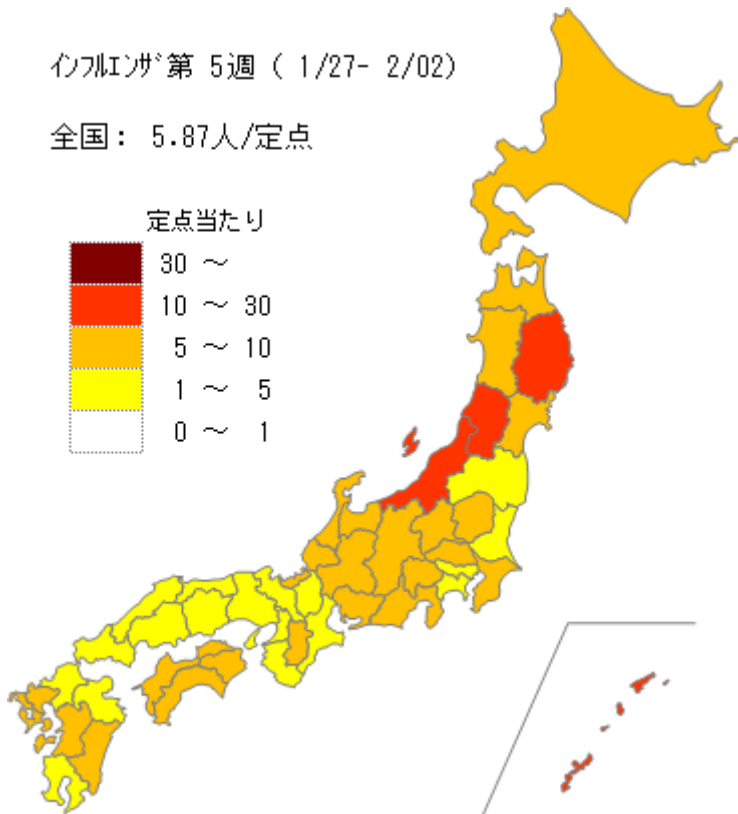 インフルエンザ第 5週 ( 1/27- 2/02)
全国: 5.87人/定点
定点当たり
30 ～
10 ～ 30
5 ～ 10
1 ～ 5
0 ～ 1